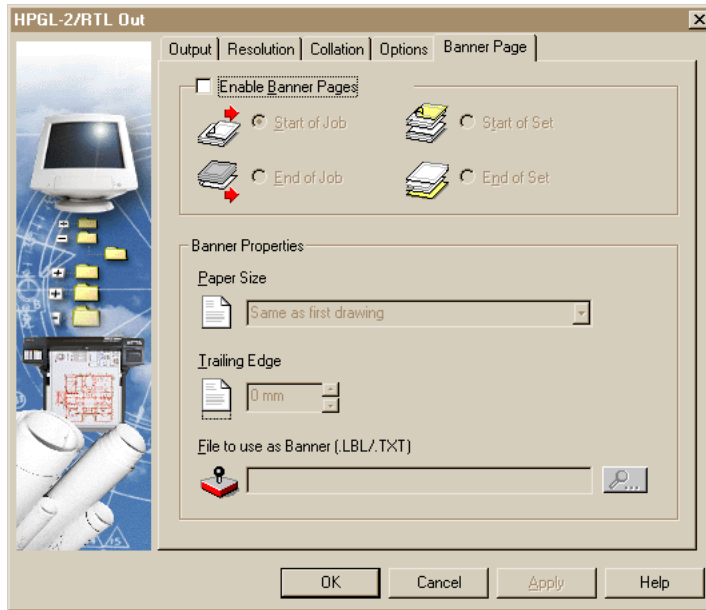 HPGL-2/RTL Out
Output Resolution Collation Options Banner Page
Enable Banner Pages
Start of Job Start of Set
End of Job End of Set
Banner Properties
Paper Size
Same as first drawing
Trailing Edge
0 mm
File to use as Banner (.LBL/.TXT)
...
OK Cancel Apply Help